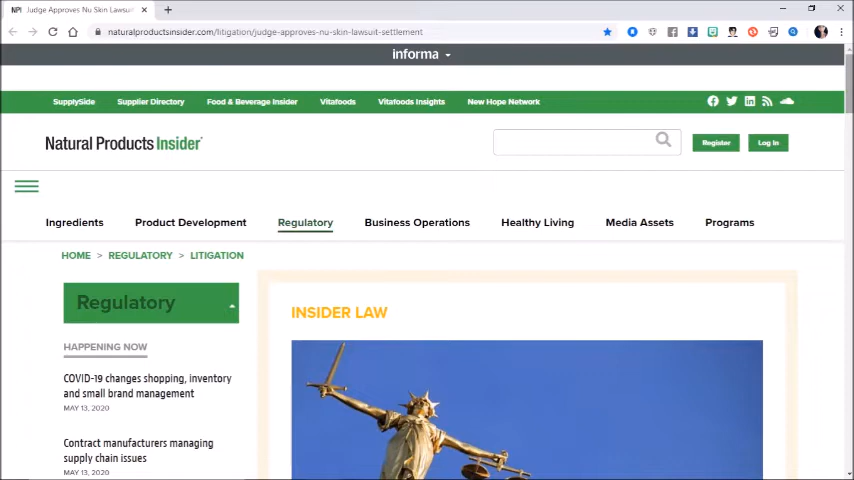 NPI Judge Approves Nu Skin Lawsui
naturalproductsinsider.com/litigation/judge-approves-nu-skin-lawsuit-settlement
informa
SupplySide Supplier Directory Food & Beverage Insider Vitafoods Vitafoods Insights New Hope Network
Natural Products Insider
Register Log In
Ingredients Product Development Regulatory Business Operations Healthy Living Media Assets Programs
HOME > REGULATORY > LITIGATION
Regulatory
INSIDER LAW
HAPPENING NOW
COVID-19 changes shopping, inventory
and small brand management
MAY 13, 2020
Contract manufacturers managing
supply chain issues
MAY 13, 2020